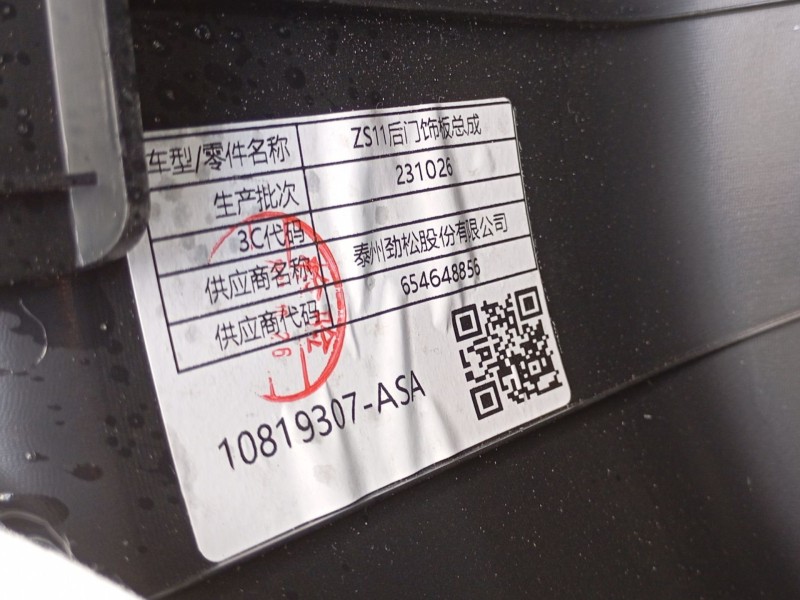 车型/零件名称 ZS11后门饰板总成
生产批次 231026
3C代码
供应商名称 泰州劲松股份有限公司
供应商代码 654648856
10819307-ASA